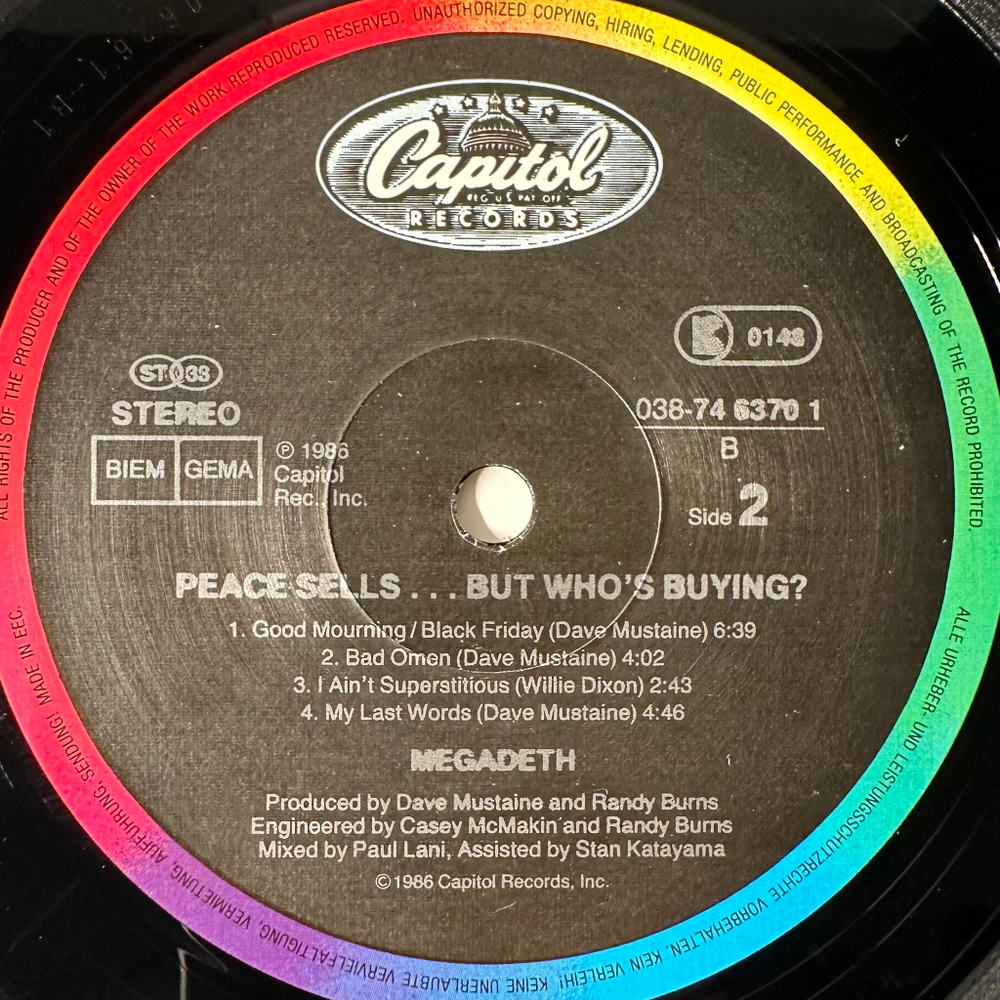 ALL RIGHTS OF THE PRODUCER AND OF THE OWNER OF THE WORK REPRODUCED RESERVED. UNAUTHORIZED COPYING, HIRING, LENDING, PUBLIC PERFORMANCE AND BROADCASTING OF THE RECORD PROHIBITED.
Capitol
REG. U.S. PAT. OFF.
RECORDS
K 0148
ST 33
STEREO
038-74 6370 1
BIEM GEMA
B
℗ 1986
Capitol
Rec., Inc.
Side 2
PEACE SELLS . . . BUT WHO'S BUYING?
1. Good Mourning / Black Friday (Dave Mustaine) 6:39
2. Bad Omen (Dave Mustaine) 4:02
3. I Ain't Superstitious (Willie Dixon) 2:43
4. My Last Words (Dave Mustaine) 4:46
MEGADETH
Produced by Dave Mustaine and Randy Burns
Engineered by Casey McMakin and Randy Burns
Mixed by Paul Lani, Assisted by Stan Katayama
©1986 Capitol Records, Inc.
ALLE URHEBER- UND LEISTUNGSSCHUTZRECHTE VORBEHALTEN. KEIN VERLEIH! KEINE UNERLAUBTE VERVIELFÄLTIGUNG, VERMIETUNG, AUFFÜHRUNG, SENDUNG! MADE IN EEC.